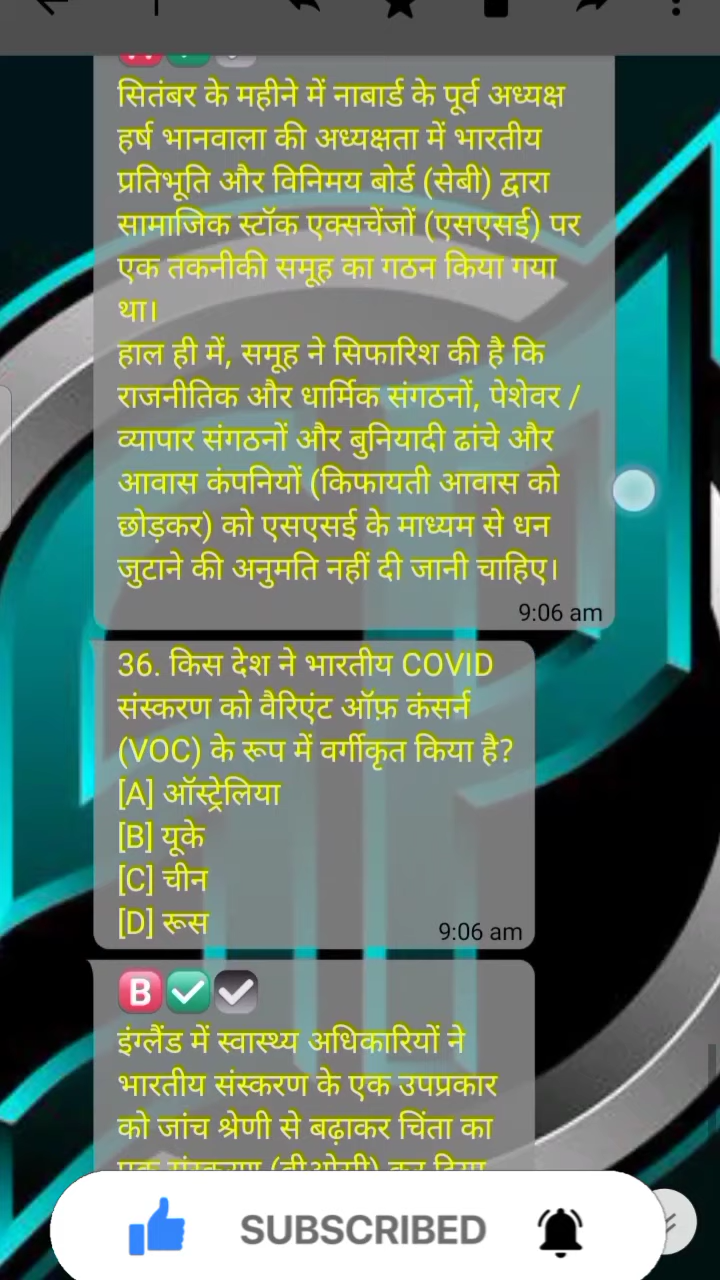 सितंबर के महीने में नाबार्ड के पूर्व अध्यक्ष
हर्ष भानवाला की अध्यक्षता में भारतीय
प्रतिभूति और विनिमय बोर्ड (सेबी) द्वारा
सामाजिक स्टॉक एक्सचेंजों (एसएसई) पर
एक तकनीकी समूह का गठन किया गया
था।
हाल ही में, समूह ने सिफारिश की है कि
राजनीतिक और धार्मिक संगठनों, पेशेवर /
व्यापार संगठनों और बुनियादी ढांचे और
आवास कंपनियों (किफायती आवास को
छोड़कर) को एसएसई के माध्यम से धन
जुटाने की अनुमति नहीं दी जानी चाहिए।
9:06 am
36. किस देश ने भारतीय COVID
संस्करण को वैरिएंट ऑफ़ कंसर्न
(VOC) के रूप में वर्गीकृत किया है?
[A] ऑस्ट्रेलिया
[B] यूके
[C] चीन
[D] रूस
9:06 am
B
इंग्लैंड में स्वास्थ्य अधिकारियों ने
भारतीय संस्करण के एक उपप्रकार
को जांच श्रेणी से बढ़ाकर चिंता का
SUBSCRIBED